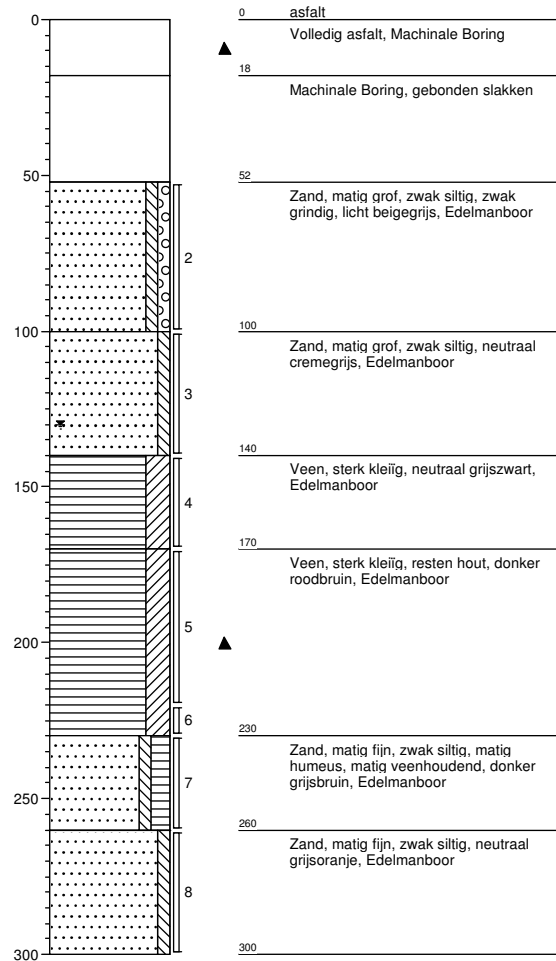 0
50
100
150
200
250
300
2
3
4
5
6
7
8
0 asfalt
Volledig asfalt, Machinale Boring
18
Machinale Boring, gebonden slakken
52
Zand, matig grof, zwak siltig, zwak
grindig, licht beigegrijs, Edelmanboor
100
Zand, matig grof, zwak siltig, neutraal
cremegrijs, Edelmanboor
140
Veen, sterk kleiïg, neutraal grijszwart,
Edelmanboor
170
Veen, sterk kleiïg, resten hout, donker
roodbruin, Edelmanboor
230
Zand, matig fijn, zwak siltig, matig
humeus, matig veenhoudend, donker
grijsbruin, Edelmanboor
260
Zand, matig fijn, zwak siltig, neutraal
grijsoranje, Edelmanboor
300